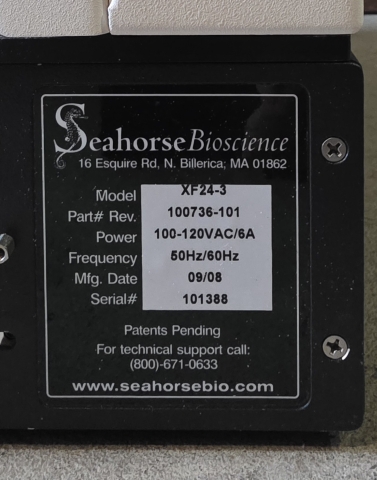 Seahorse Bioscience
16 Esquire Rd, N. Billerica, MA 01862
Model XF24-3
Part# Rev. 100736-101
Power 100-120VAC/6A
Frequency 50Hz/60Hz
Mfg. Date 09/08
Serial# 101388
Patents Pending
For technical support call:
(800)-671-0633
www.seahorsebio.com